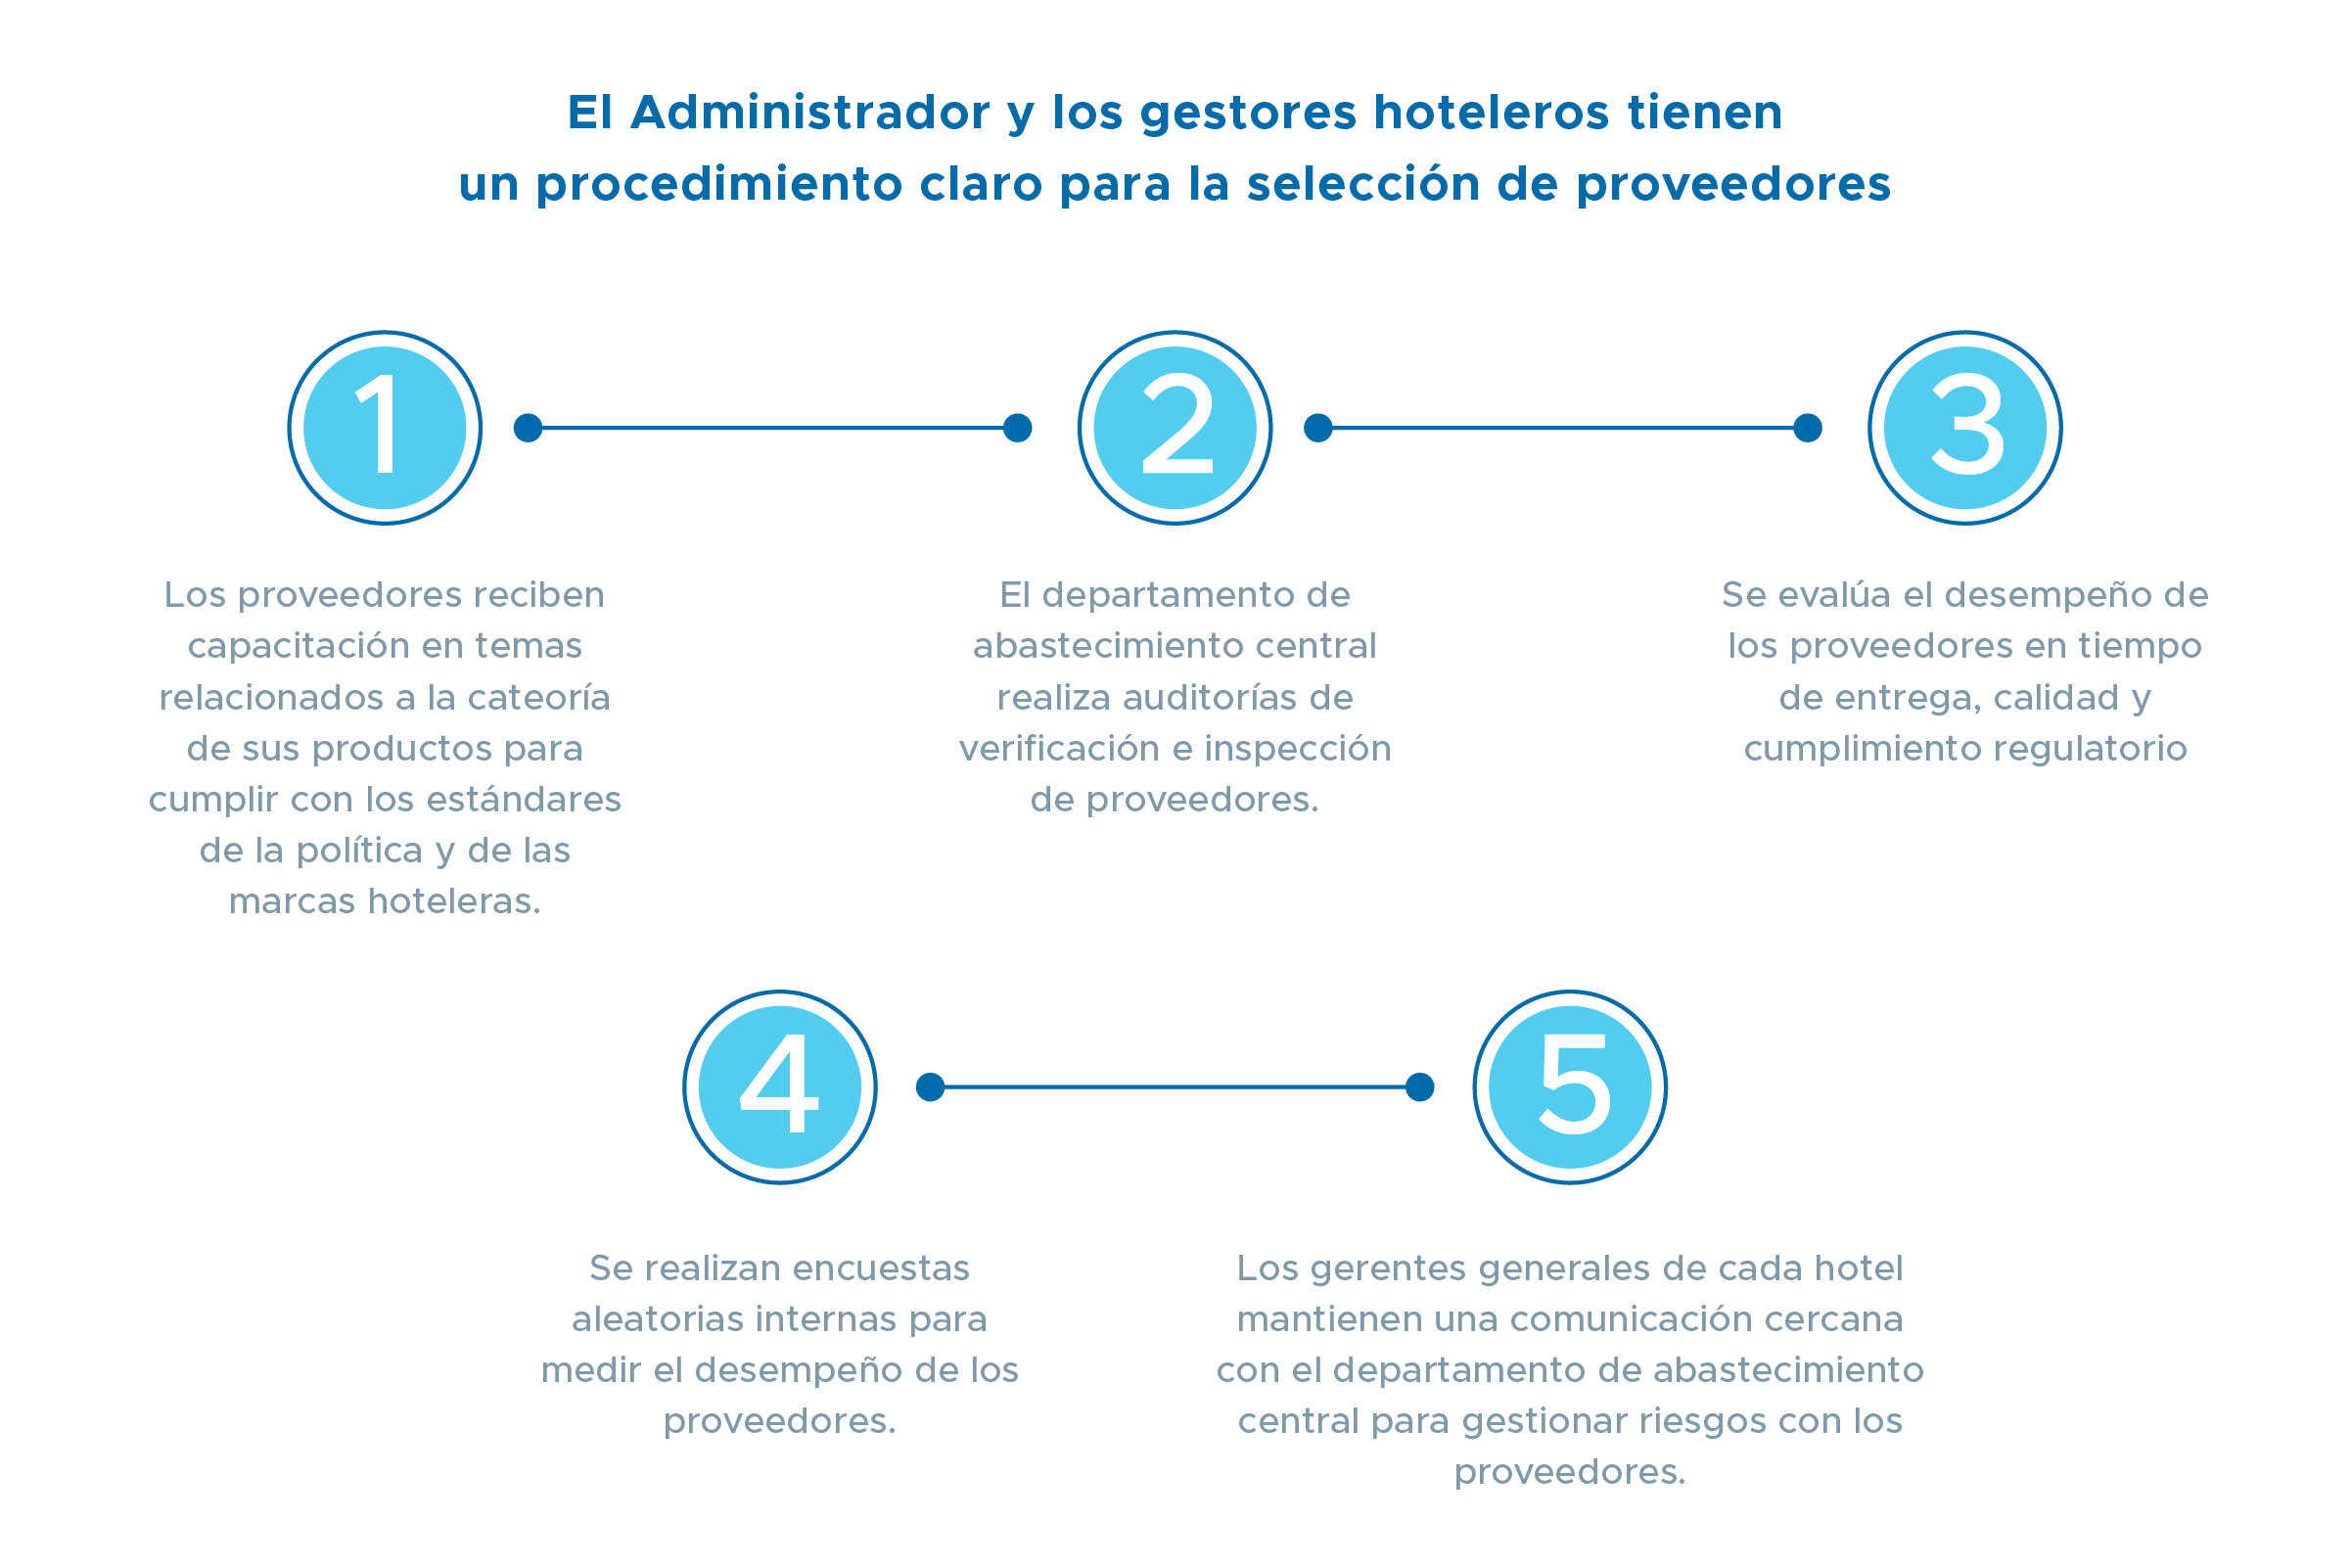 El Administrador y los gestores hoteleros tienen
un procedimiento claro para la selección de proveedores
1
Los proveedores reciben
capacitación en temas
relacionados a la cateoría
de sus productos para
cumplir con los estándares
de la política y de las
marcas hoteleras.
2
El departamento de
abastecimiento central
realiza auditorías de
verificación e inspección
de proveedores.
3
Se evalúa el desempeño de
los proveedores en tiempo
de entrega, calidad y
cumplimiento regulatorio
4
Se realizan encuestas
aleatorias internas para
medir el desempeño de los
proveedores.
5
Los gerentes generales de cada hotel
mantienen una comunicación cercana
con el departamento de abastecimiento
central para gestionar riesgos con los
proveedores.